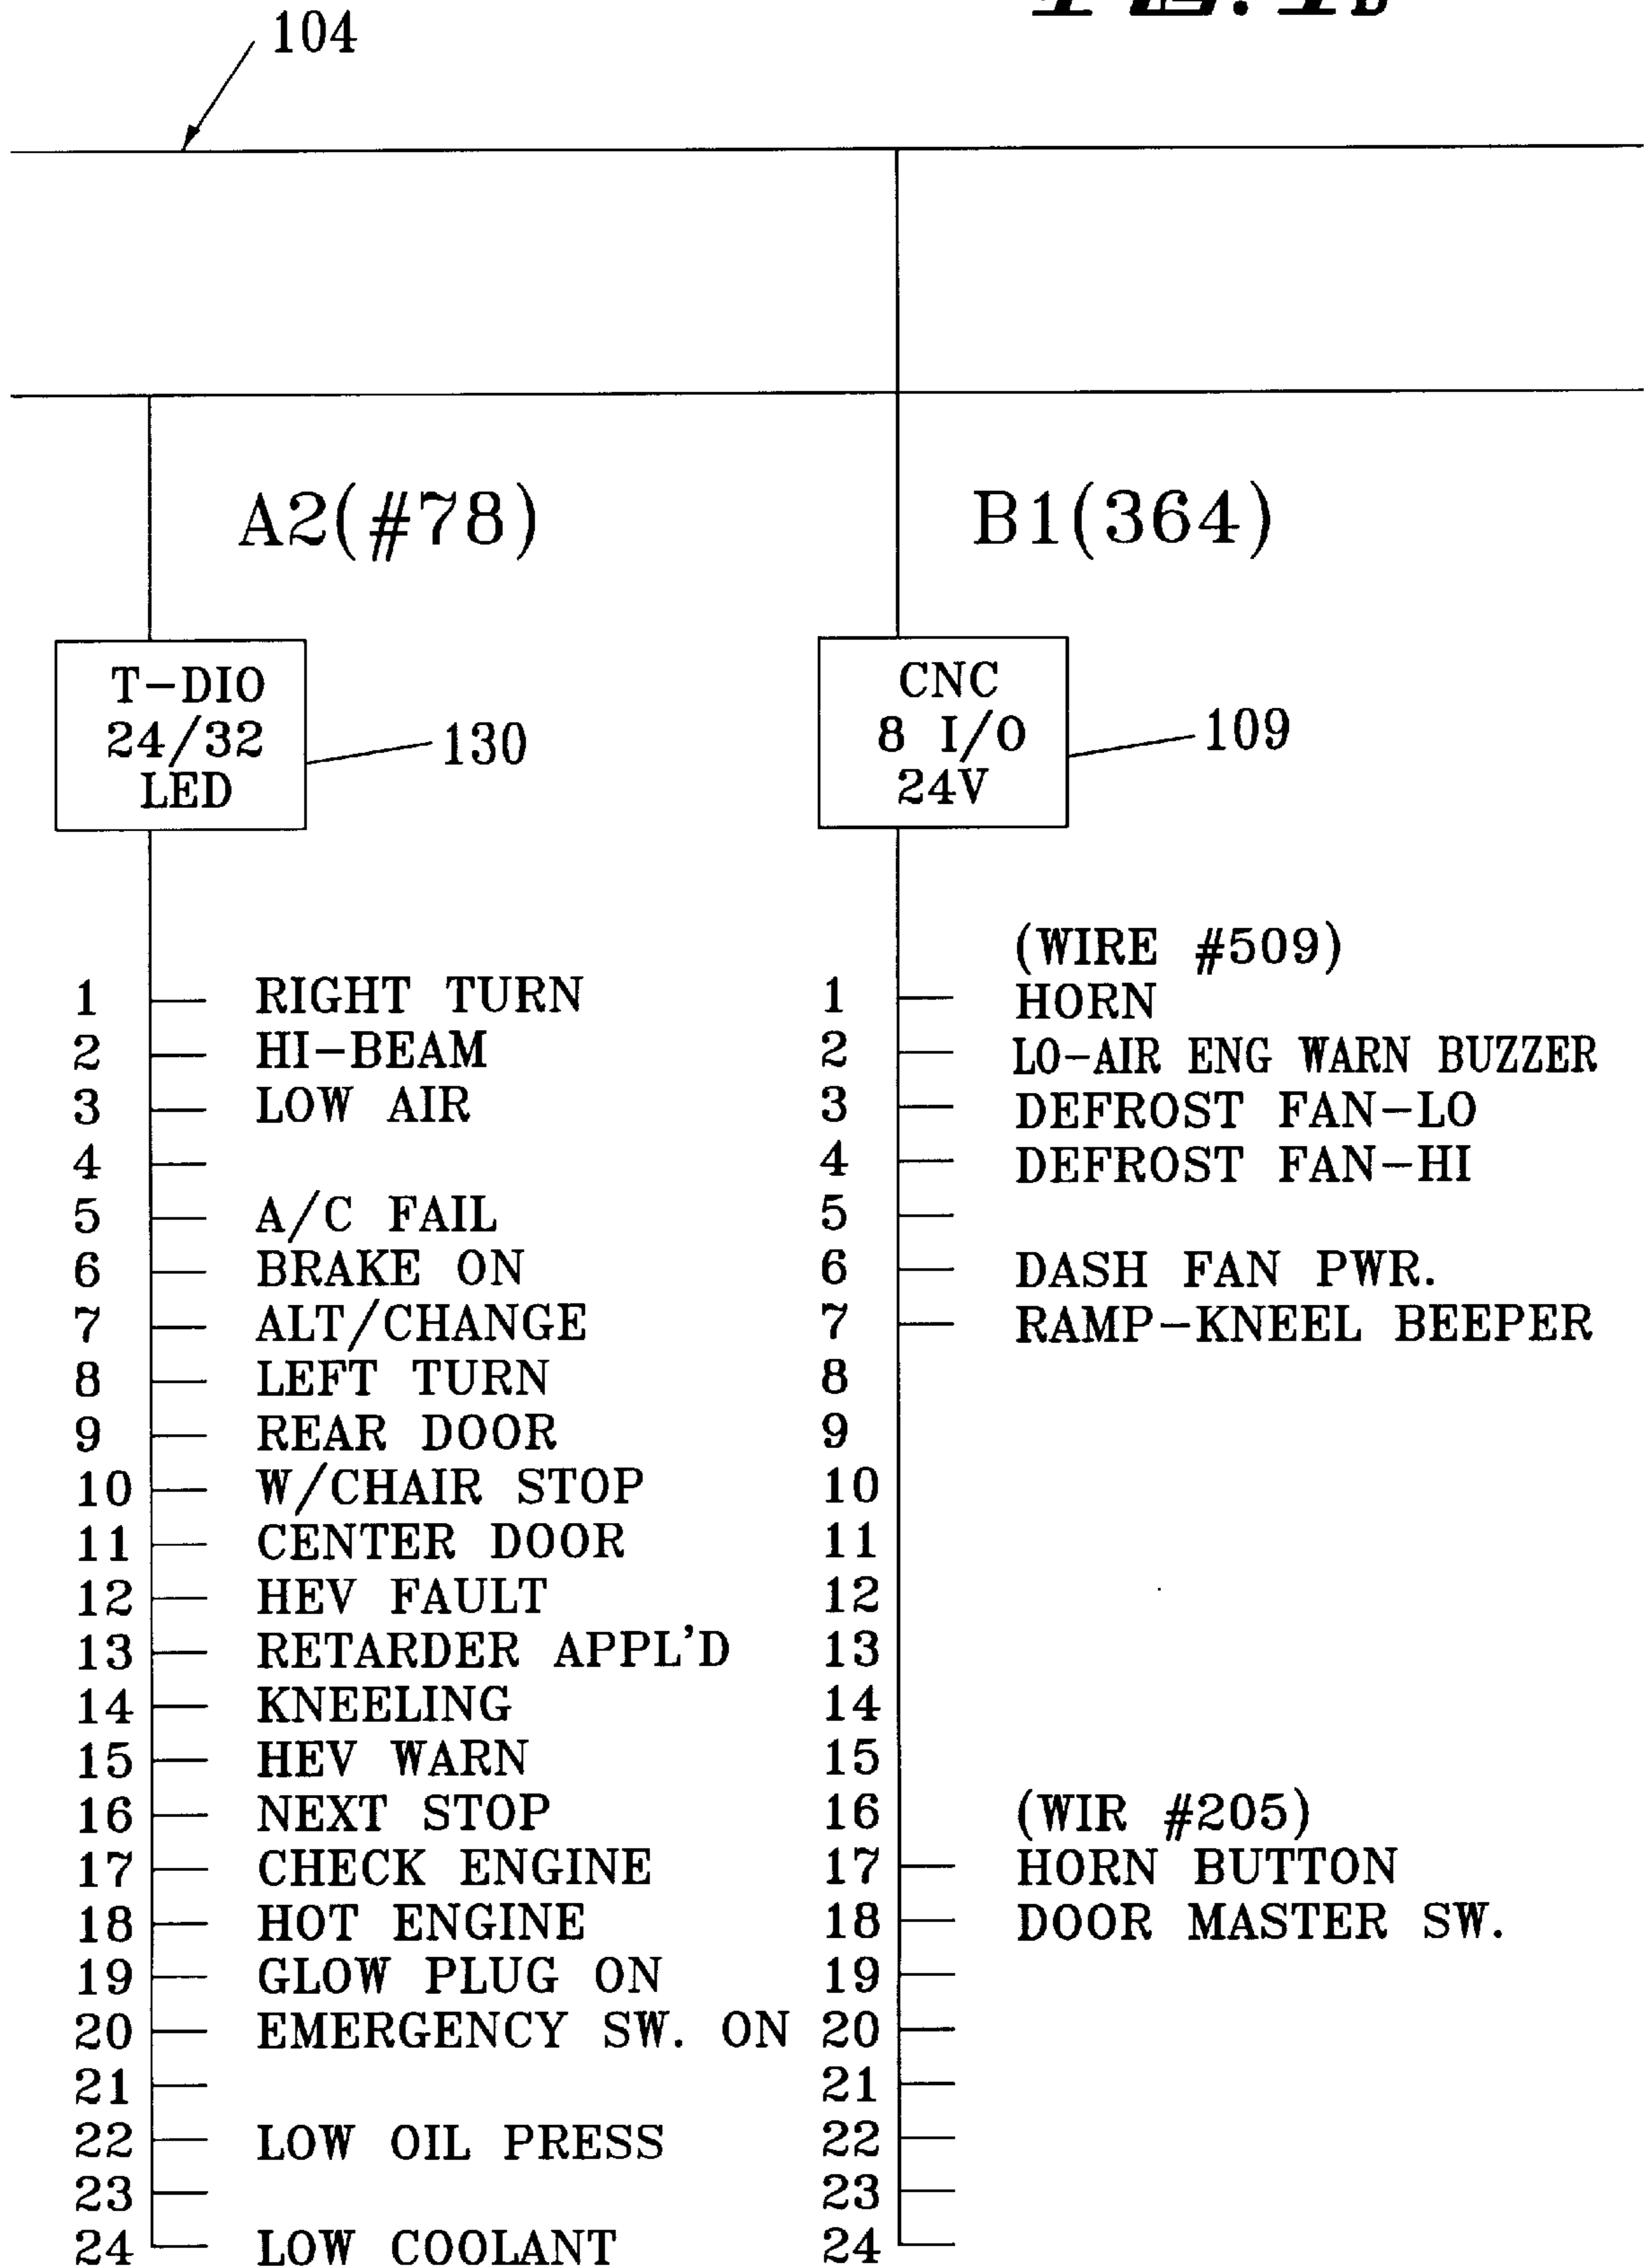 104
A2(#78)
B1(364)
T-DIO
24/32
LED
130
CNC
8 I/O
24V
109
1 RIGHT TURN
2 HI-BEAM
3 LOW AIR
4
5 A/C FAIL
6 BRAKE ON
7 ALT/CHANGE
8 LEFT TURN
9 REAR DOOR
10 W/CHAIR STOP
11 CENTER DOOR
12 HEV FAULT
13 RETARDER APPL'D
14 KNEELING
15 HEV WARN
16 NEXT STOP
17 CHECK ENGINE
18 HOT ENGINE
19 GLOW PLUG ON
20 EMERGENCY SW. ON
21
22 LOW OIL PRESS
23
24 LOW COOLANT
(WIRE #509)
1 HORN
2 LO-AIR ENG WARN BUZZER
3 DEFROST FAN-LO
4 DEFROST FAN-HI
5
6 DASH FAN PWR.
7 RAMP-KNEEL BEEPER
8
9
10
11
12
13
14
15
16 (WIR #205)
17 HORN BUTTON
18 DOOR MASTER SW.
19
20
21
22
23
24